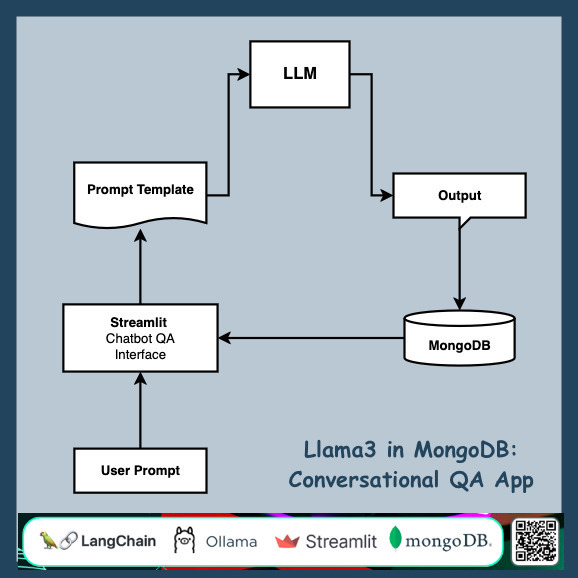 LLM
Prompt Template
Output
Streamlit
Chatbot QA
Interface
MongoDB
User Prompt
Llama3 in MongoDB:
Conversational QA App
LangChain
Ollama
Streamlit
mongoDB.